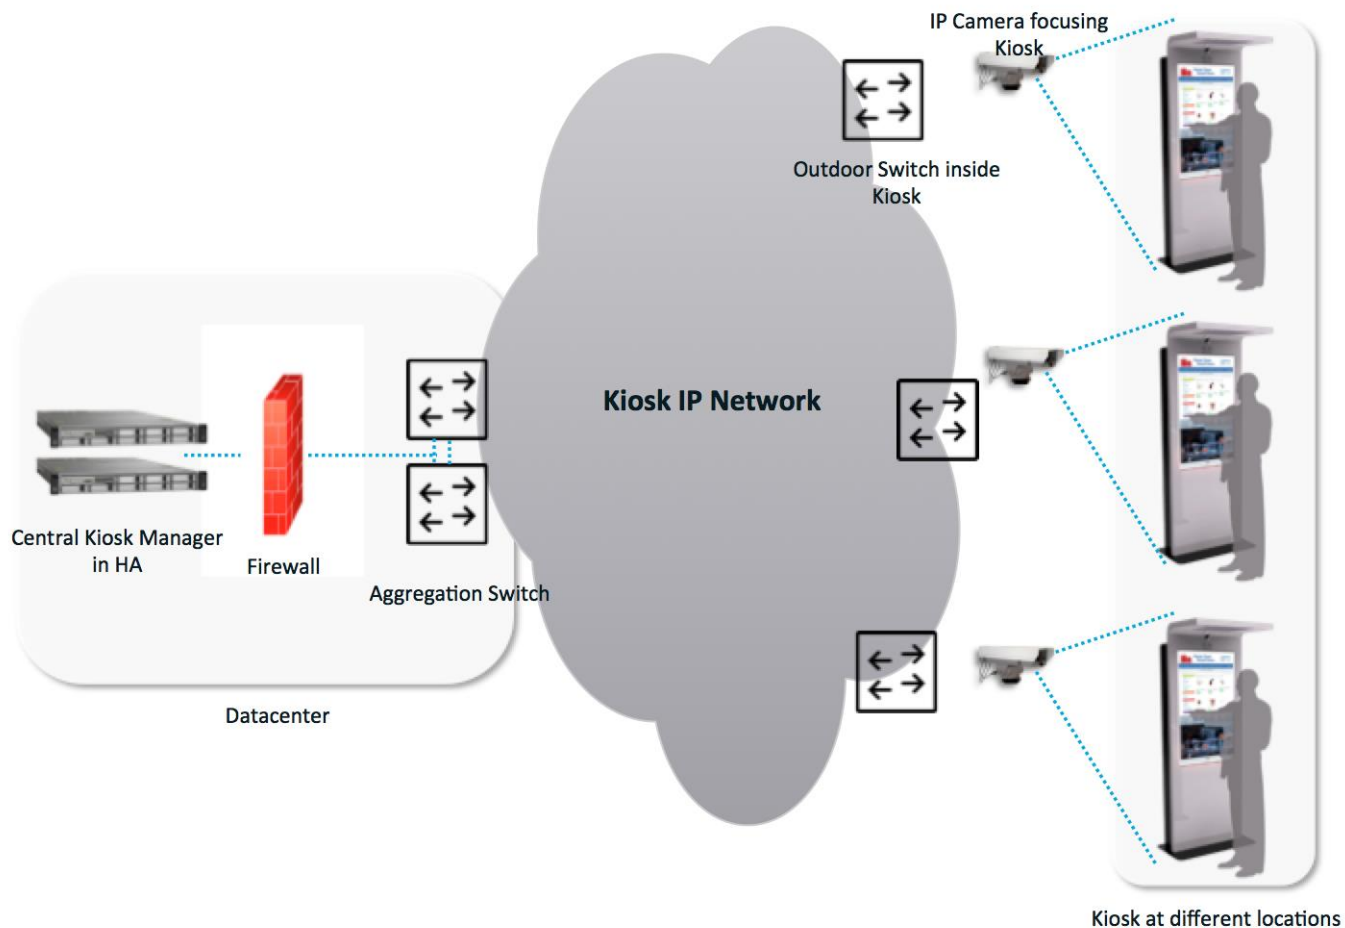 IP Camera focusing
Kiosk
Outdoor Switch inside
Kiosk
Kiosk IP Network
Central Kiosk Manager
in HA
Firewall
Aggregation Switch
Datacenter
Kiosk at different locations